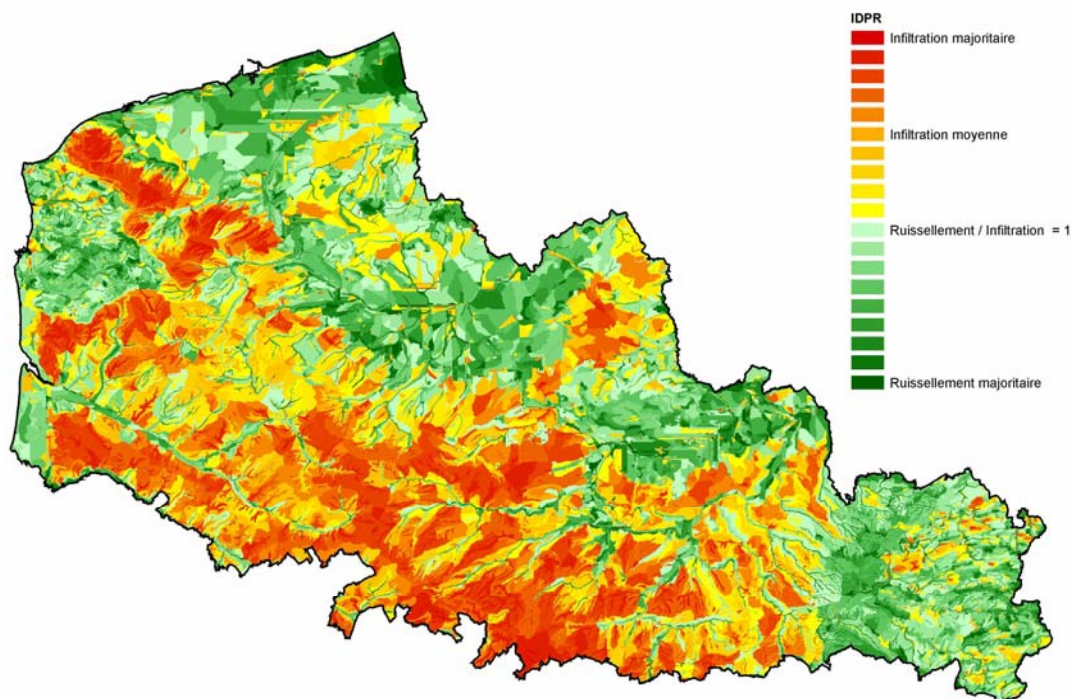 IDPR
Infiltration majoritaire
Infiltration moyenne
Ruissellement / Infiltration = 1
Ruissellement majoritaire